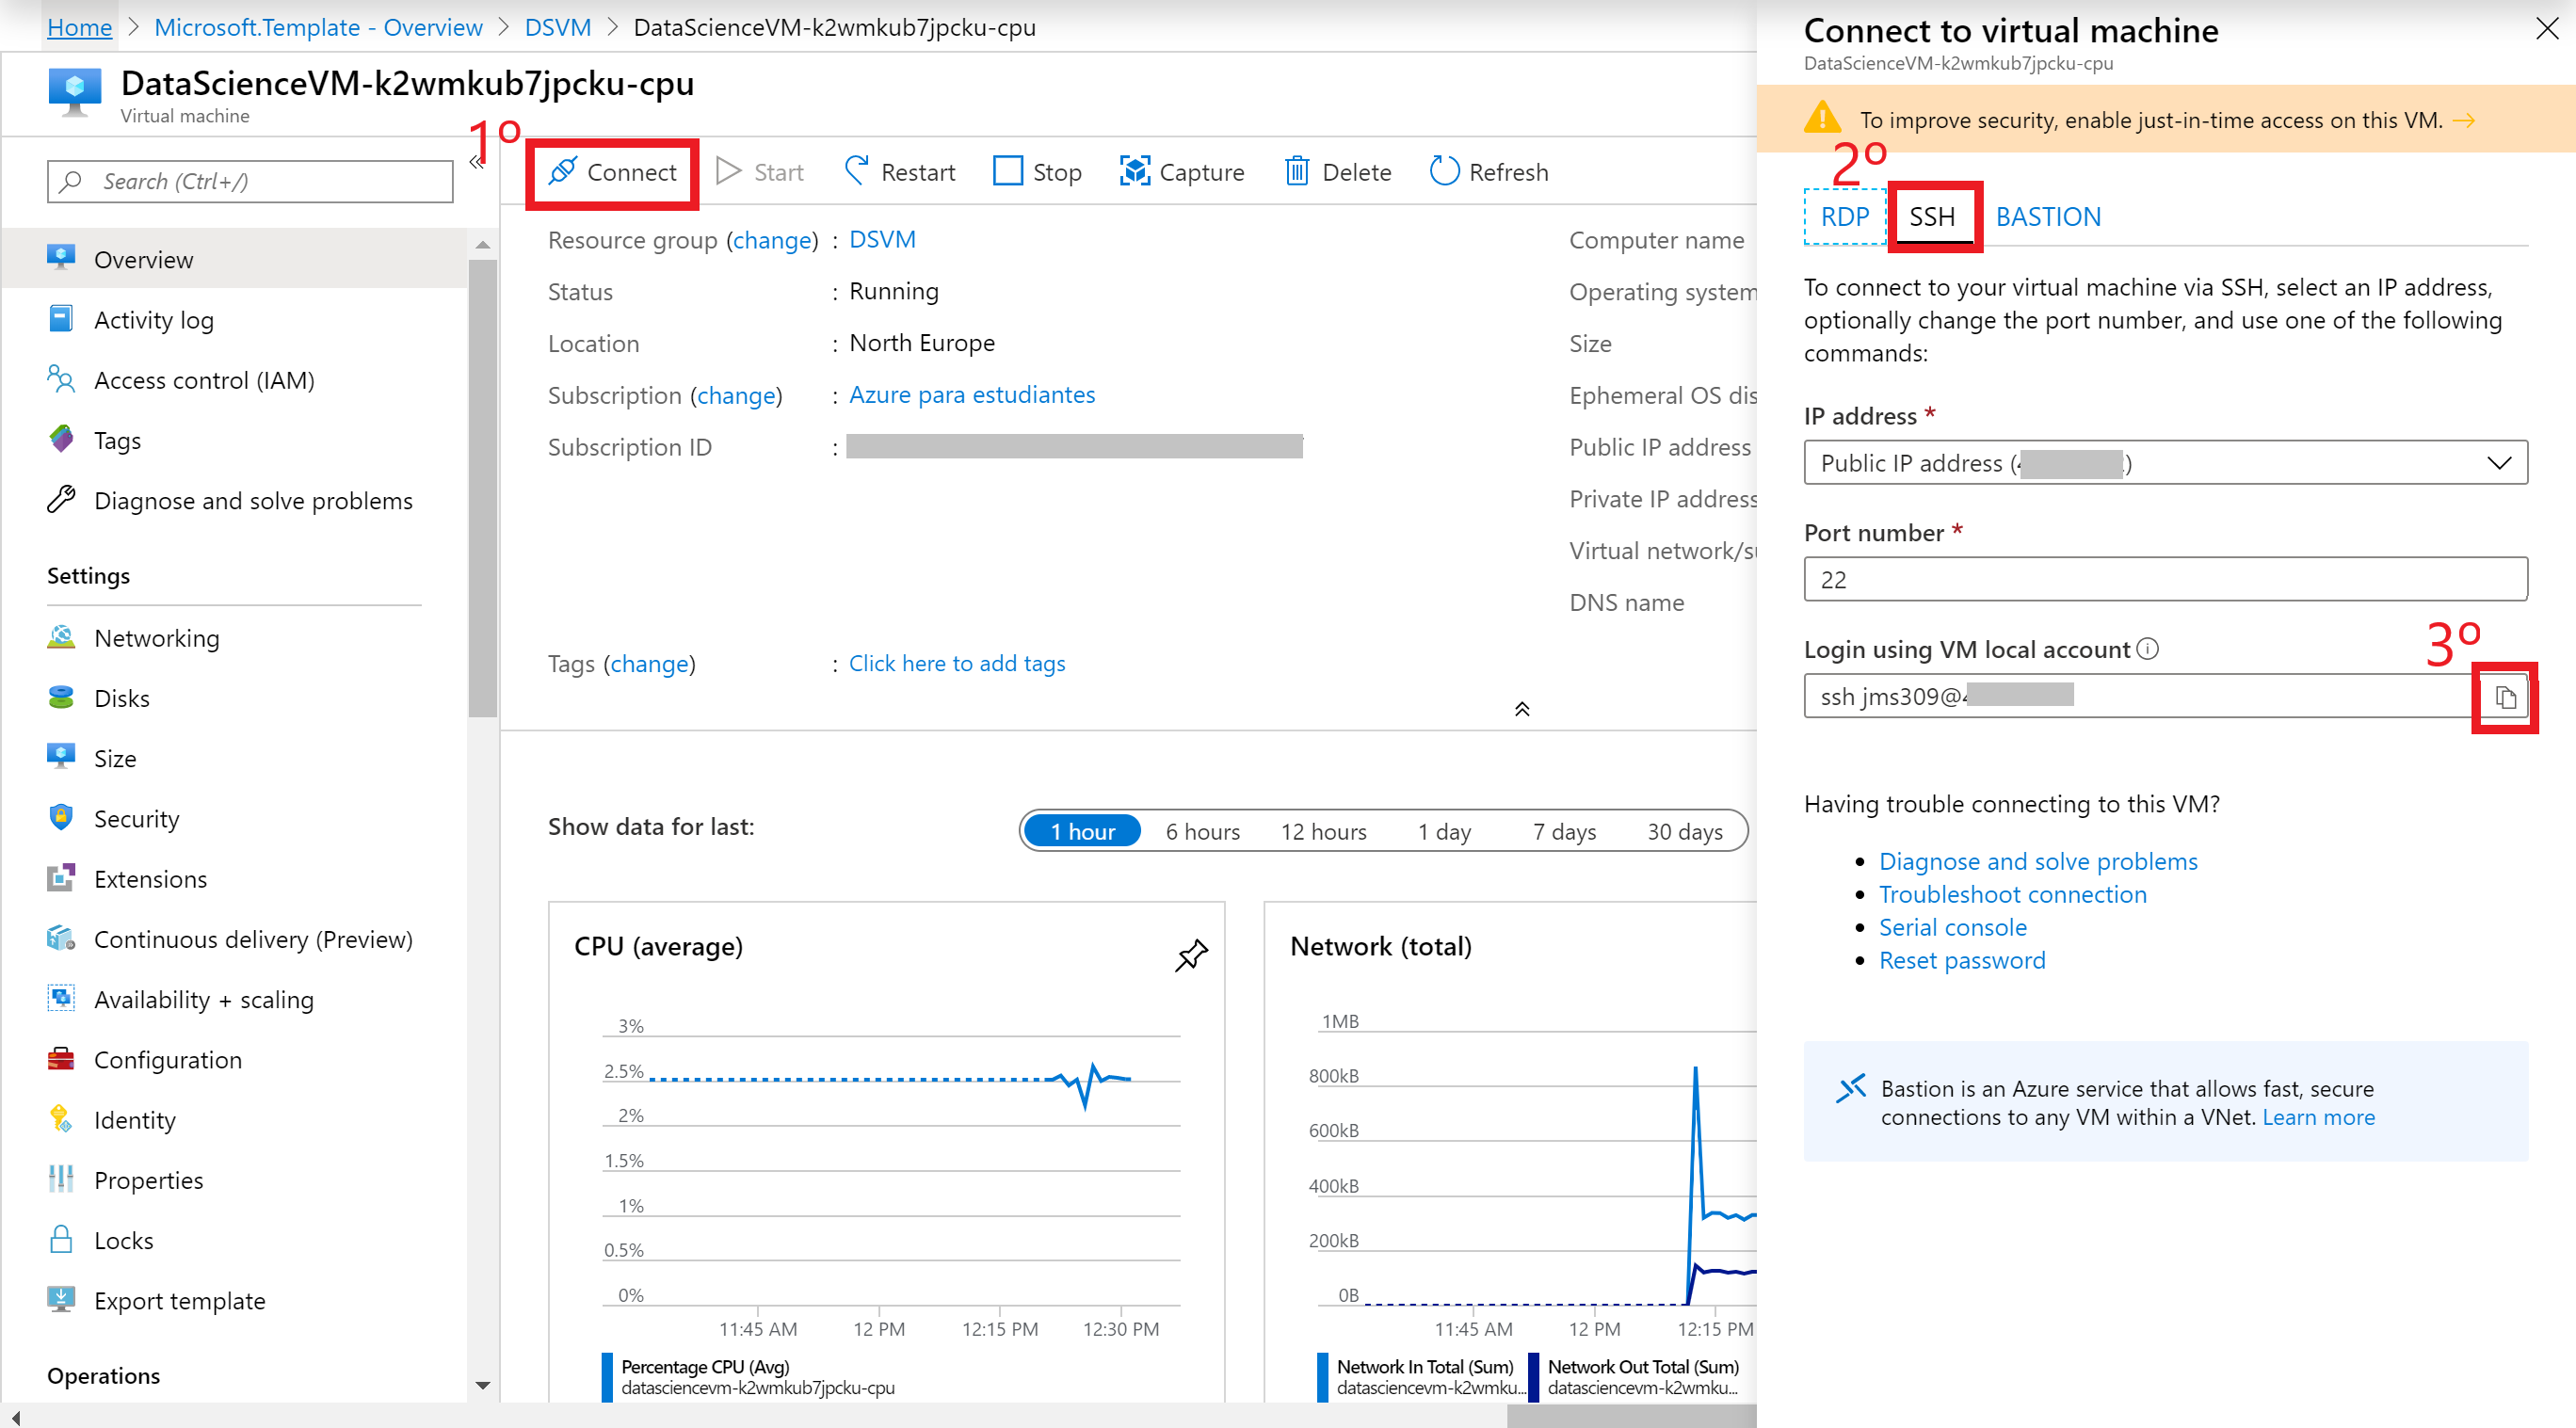 Home > Microsoft.Template - Overview > DSVM > DataScienceVM-k2wmkub7jpcku-cpu
DataScienceVM-k2wmkub7jpcku-cpu
Virtual machine
1º
Search (Ctrl+/)
«
Connect
Start
Restart
Stop
Capture
Delete
Refresh
Overview
Activity log
Access control (IAM)
Tags
Diagnose and solve problems
Settings
Networking
Disks
Size
Security
Extensions
Continuous delivery (Preview)
Availability + scaling
Configuration
Identity
Properties
Locks
Export template
Operations
Resource group (change) : DSVM
Status : Running
Location : North Europe
Subscription (change) : Azure para estudiantes
Subscription ID :
Tags (change) : Click here to add tags
Computer name
Operating system
Size
Ephemeral OS dis
Public IP address
Private IP address
Virtual network/su
DNS name
Show data for last:
1 hour
6 hours
12 hours
1 day
7 days
30 days
CPU (average)
3%
2.5%
2%
1.5%
1%
0.5%
0%
11:45 AM
12 PM
12:15 PM
12:30 PM
Percentage CPU (Avg)
datasciencevm-k2wmkub7jpcku-cpu
Network (total)
1MB
800kB
600kB
400kB
200kB
0B
11:45 AM
12 PM
12:15 PM
Network In Total (Sum)
datasciencevm-k2wmku...
Network Out Total (Sum)
datasciencevm-k2wmku...
Connect to virtual machine
DataScienceVM-k2wmkub7jpcku-cpu
To improve security, enable just-in-time access on this VM. →
2º
RDP
SSH
BASTION
To connect to your virtual machine via SSH, select an IP address,
optionally change the port number, and use one of the following
commands:
IP address *
Public IP address ( )
Port number *
22
3º
Login using VM local account
ssh jms309@
Having trouble connecting to this VM?
• Diagnose and solve problems
• Troubleshoot connection
• Serial console
• Reset password
Bastion is an Azure service that allows fast, secure
connections to any VM within a VNet. Learn more